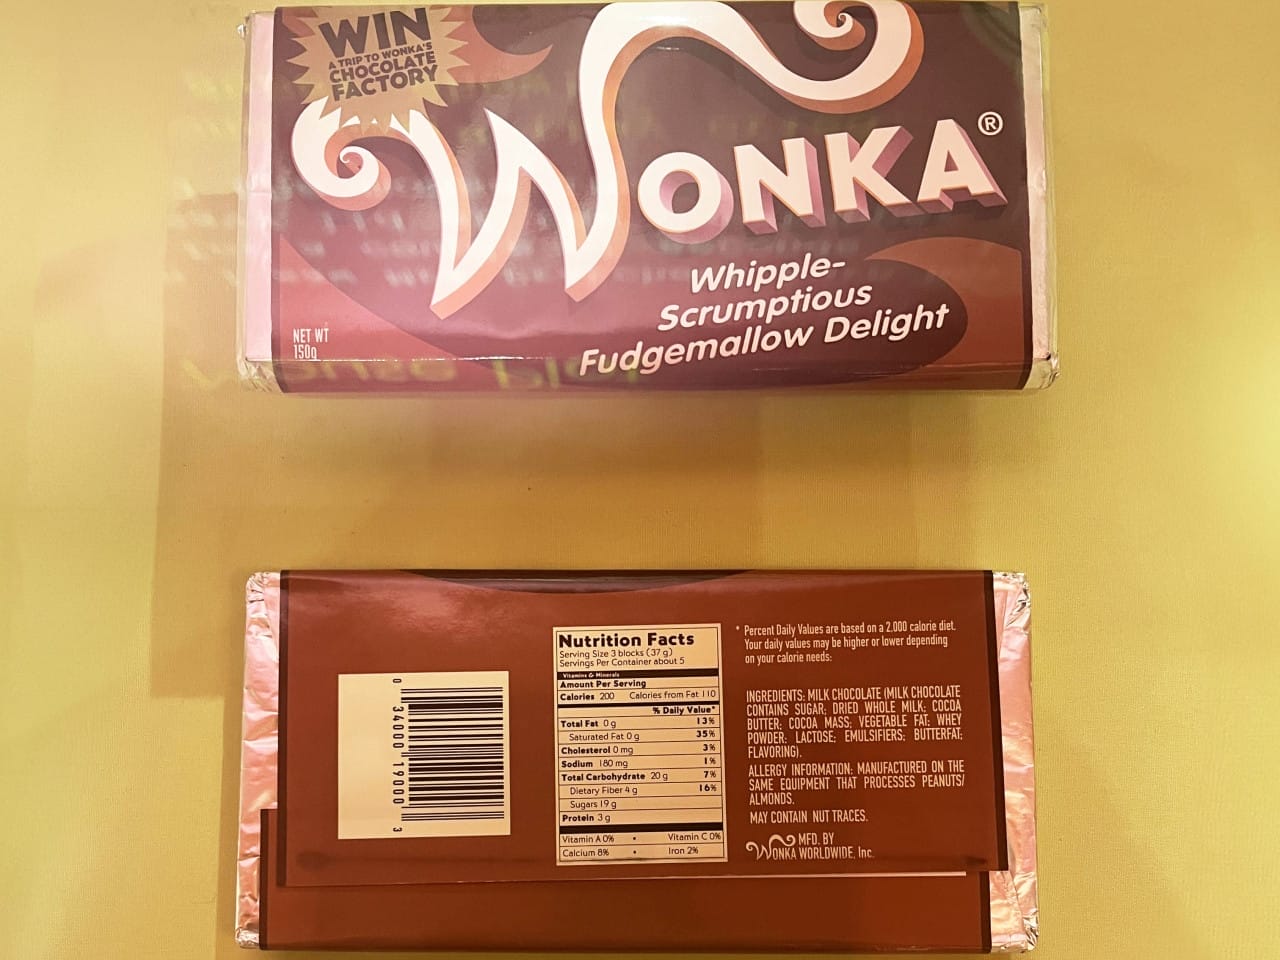 WIN
A TRIP TO WONKA'S
CHOCOLATE
FACTORY
WONKA®
Whipple-
Scrumptious
Fudgemallow Delight
NET WT
150g
0 34000 19000 3
Nutrition Facts
Serving Size 3 blocks (37 g)
Servings Per Container about 5
Vitamins & Minerals
Amount Per Serving
Calories 200 Calories from Fat 110
% Daily Value*
Total Fat 0 g 13%
Saturated Fat 0 g 35%
Cholesterol 0 mg 3%
Sodium 180 mg 1%
Total Carbohydrate 20 g 7%
Dietary Fiber 4 g 16%
Sugars 19 g
Protein 3 g
Vitamin A 0% • Vitamin C 0%
Calcium 8% • Iron 2%
* Percent Daily Values are based on a 2.000 calorie diet.
Your daily values may be higher or lower depending
on your calorie needs:
INGREDIENTS: MILK CHOCOLATE (MILK CHOCOLATE
CONTAINS SUGAR; DRIED WHOLE MILK; COCOA
BUTTER; COCOA MASS; VEGETABLE FAT; WHEY
POWDER; LACTOSE; EMULSIFIERS; BUTTERFAT;
FLAVORING).
ALLERGY INFORMATION: MANUFACTURED ON THE
SAME EQUIPMENT THAT PROCESSES PEANUTS/
ALMONDS.
MAY CONTAIN NUT TRACES.
MFD. BY
WONKA WORLDWIDE, Inc.